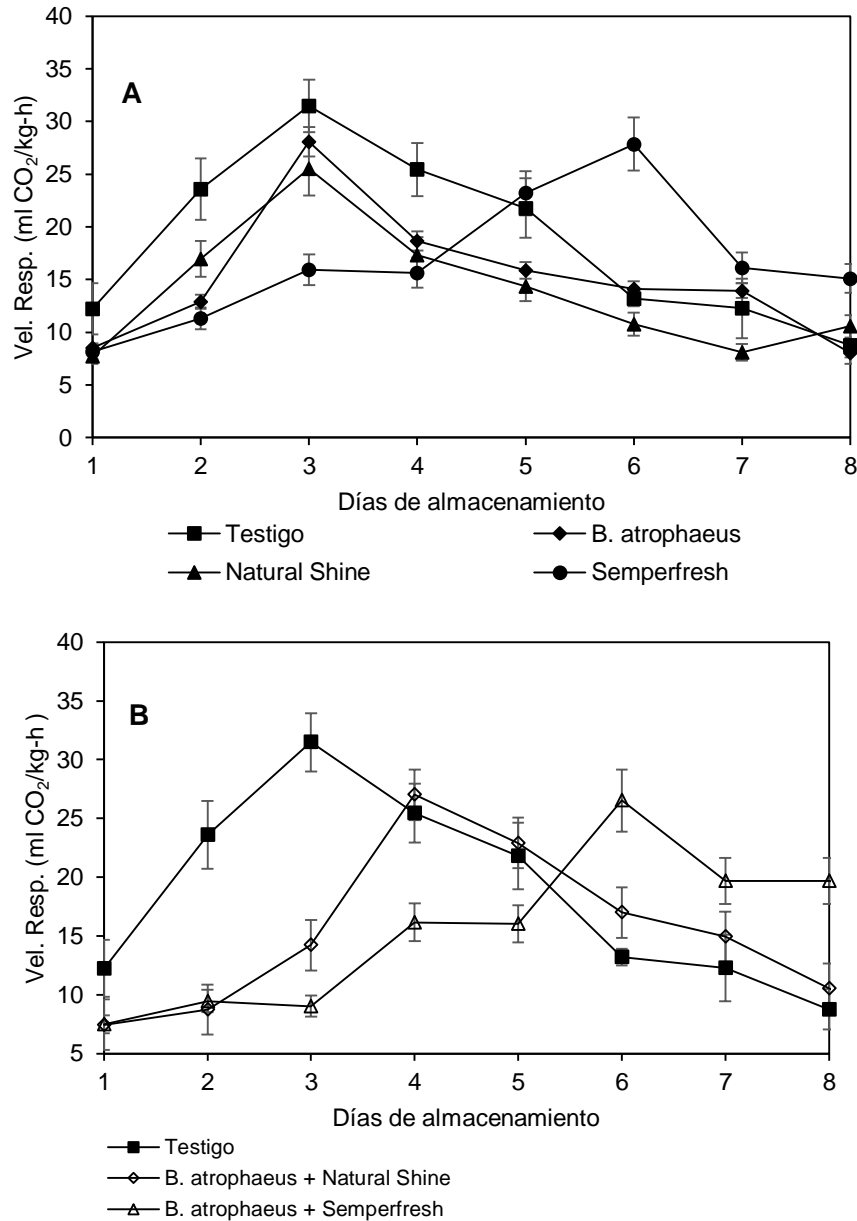 40
35
30
25
20
15
10
5
0
Vel. Resp. (ml CO₂/kg-h)
A
1 2 3 4 5 6 7 8
Días de almacenamiento
Testigo B. atrophaeus
Natural Shine Semperfresh
40
35
30
25
20
15
10
5
Vel. Resp. (ml CO₂/kg-h )
B
1 2 3 4 5 6 7 8
Días de almacenamiento
Testigo
B. atrophaeus + Natural Shine
B. atrophaeus + Semperfresh